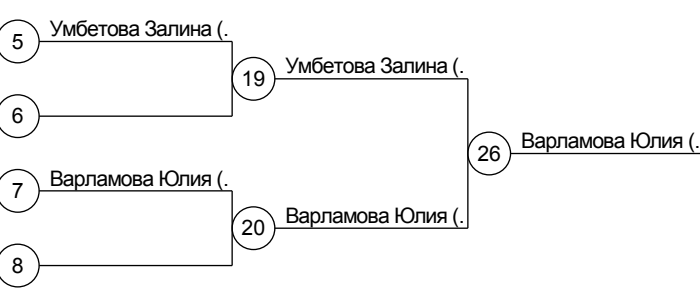 5 Умбетова Залина (.
19 Умбетова Залина (.
6
26 Варламова Юлия (.
7 Варламова Юлия (.
20 Варламова Юлия (.
8